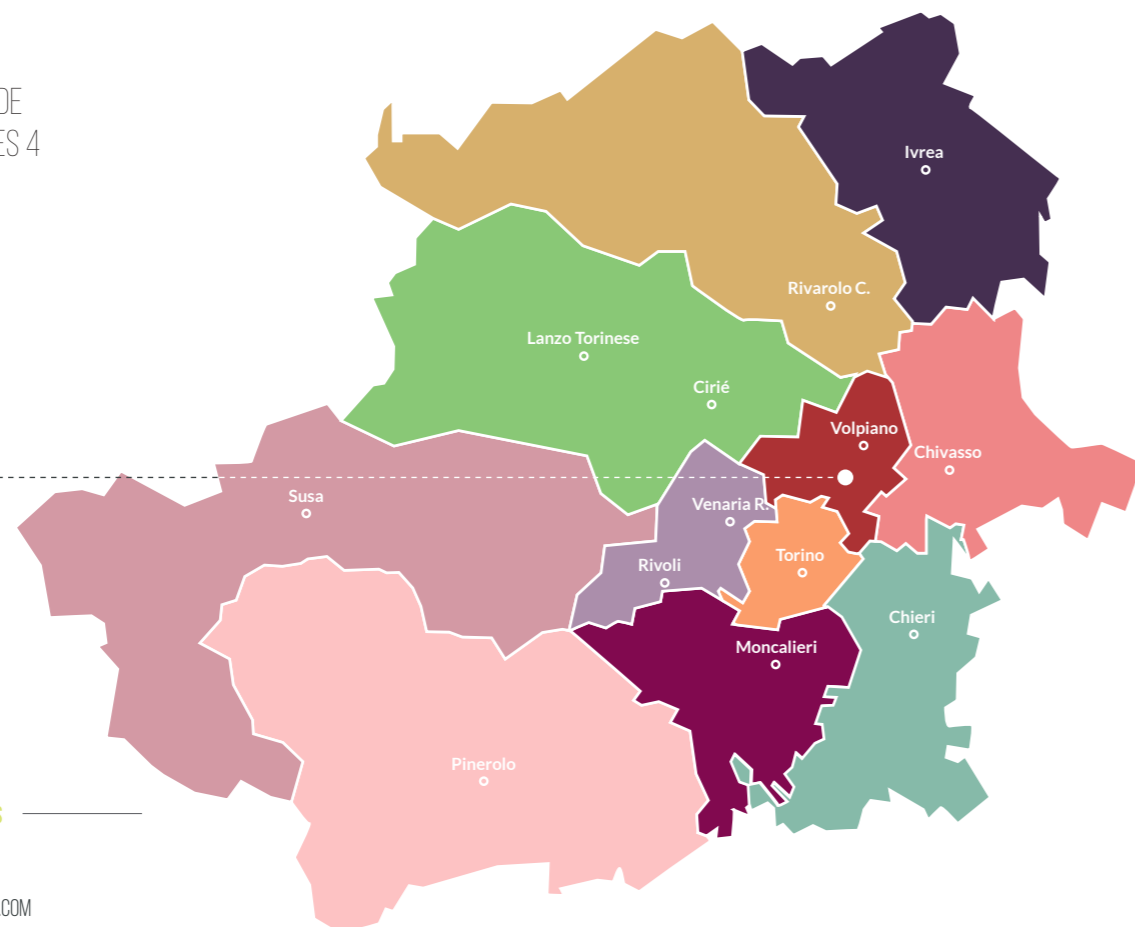 DE
ES 4
Ivrea
Rivarolo C.
Lanzo Torinese
Cirié
Volpiano
Chivasso
Susa
Venaria R.
Torino
Rivoli
Chieri
Moncalieri
Pinerolo
S
.COM